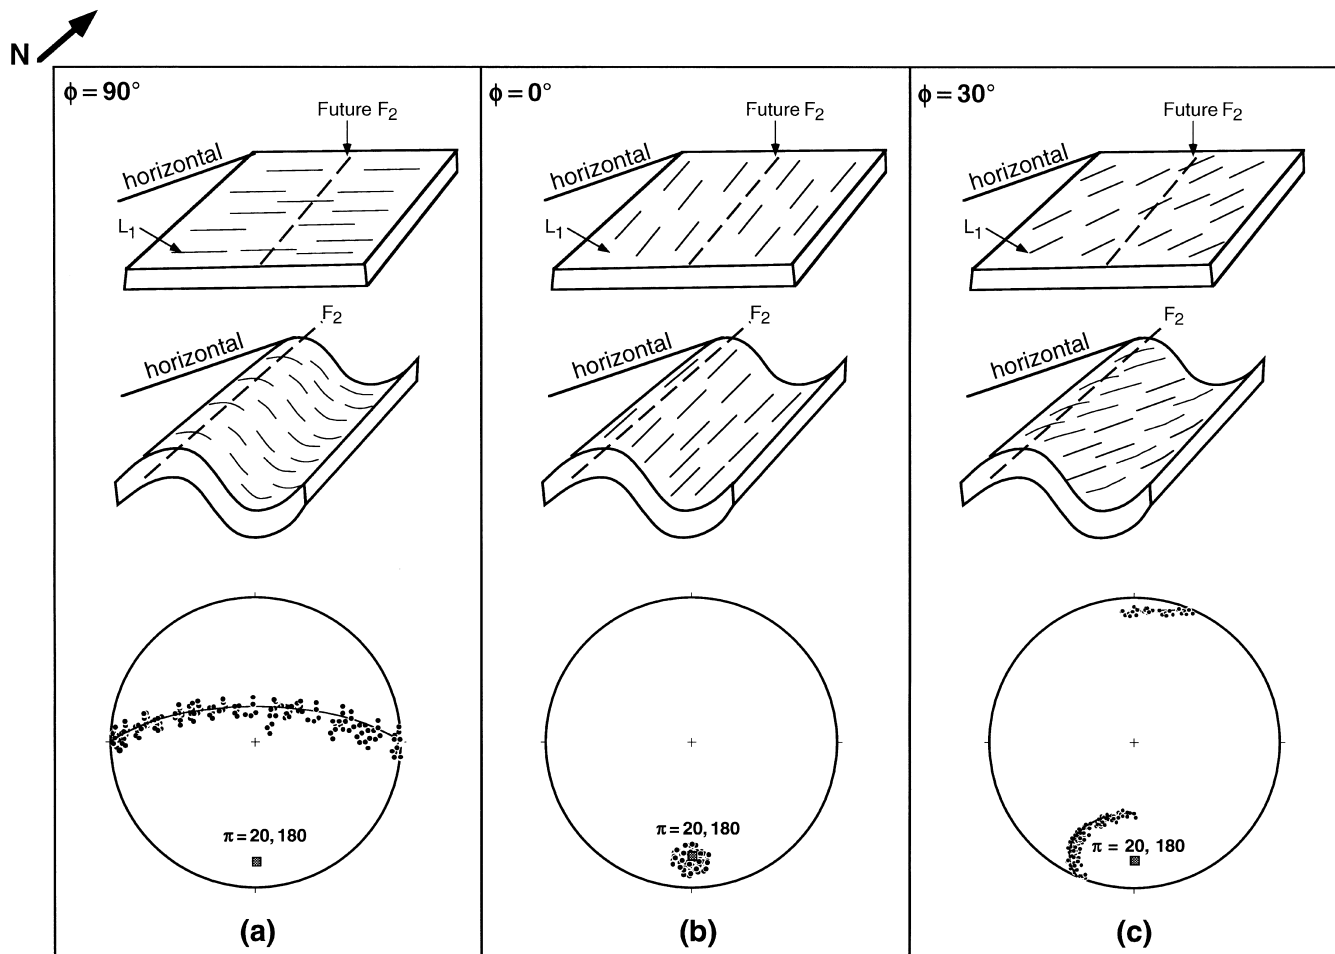 N
ϕ = 90°
Future F₂
horizontal
L₁
F₂
horizontal
π = 20, 180
(a)
ϕ = 0°
Future F₂
horizontal
L₁
F₂
horizontal
π = 20, 180
(b)
ϕ = 30°
Future F₂
horizontal
L₁
F₂
horizontal
π = 20, 180
(c)